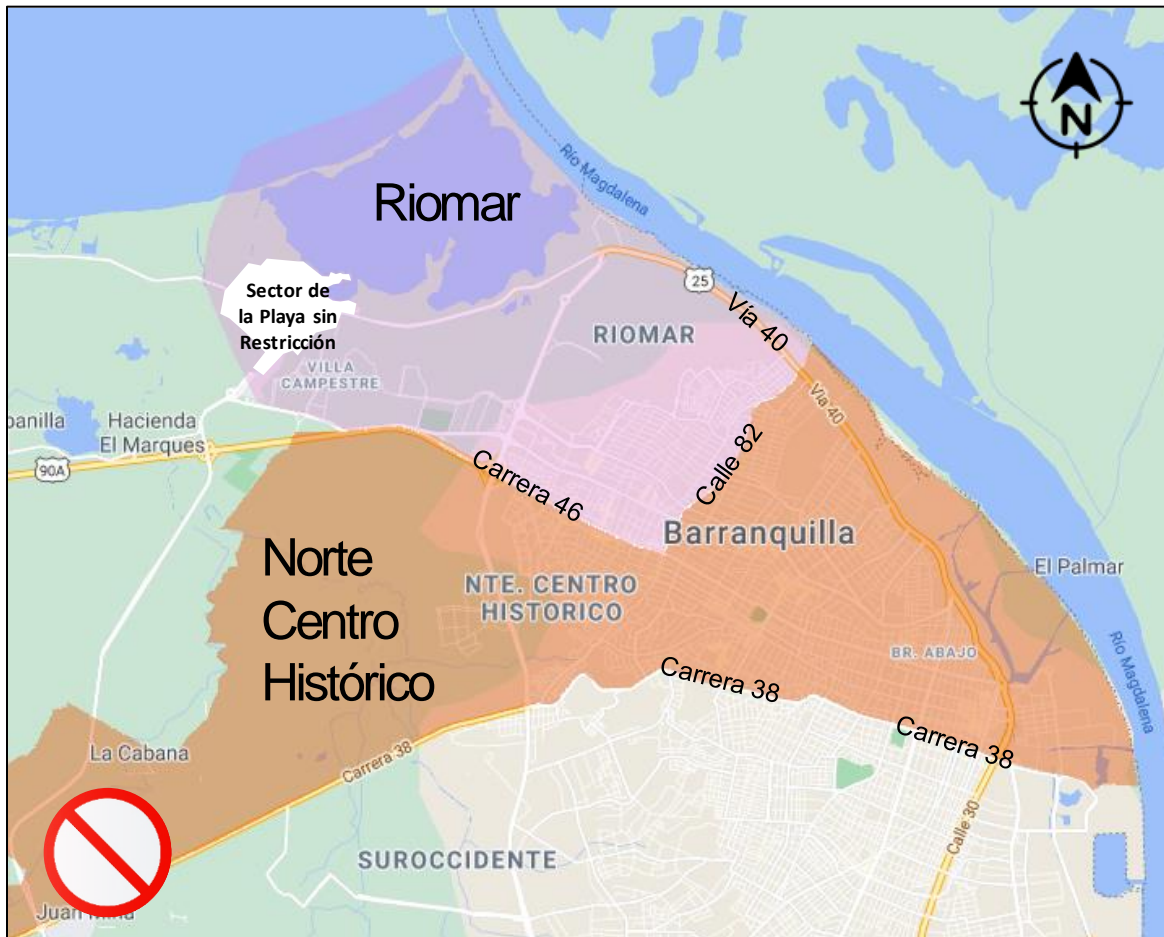 N
Río Magdalena
Riomar
25
Sector de
la Playa sin
Restricción
Vía 40
RIOMAR
VILLA
CAMPESTRE
Vía 40
panilla
Hacienda
El Marques
90A
Calle 82
Carrera 46
Barranquilla
Norte
Centro
Histórico
NTE. CENTRO
HISTORICO
El Palmar
BR. ABAJO
Río Magdalena
Carrera 38
Carrera 38
La Cabana
Carrera 38
Calle 30
SUROCCIDENTE
Juan